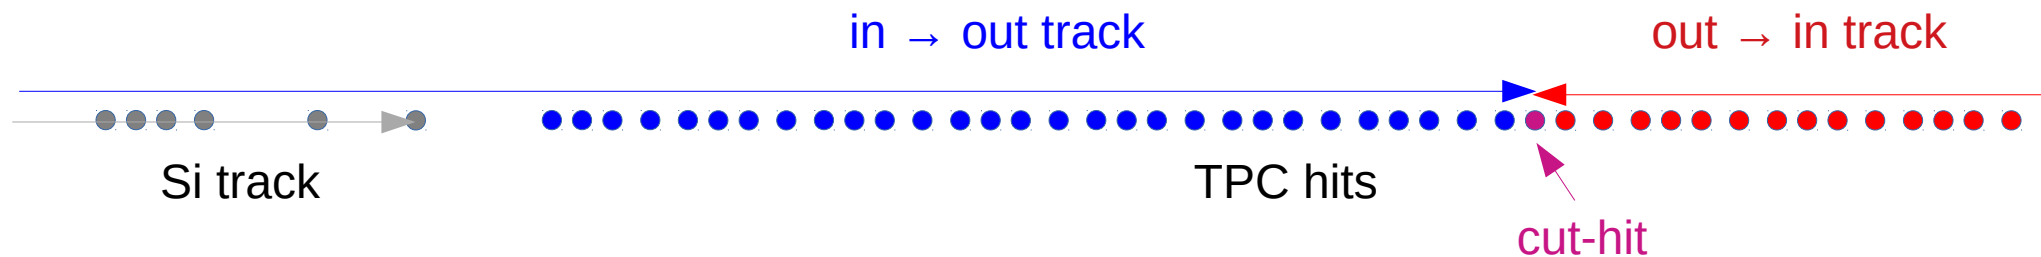 in → out track
out → in track
Si track
TPC hits
cut-hit